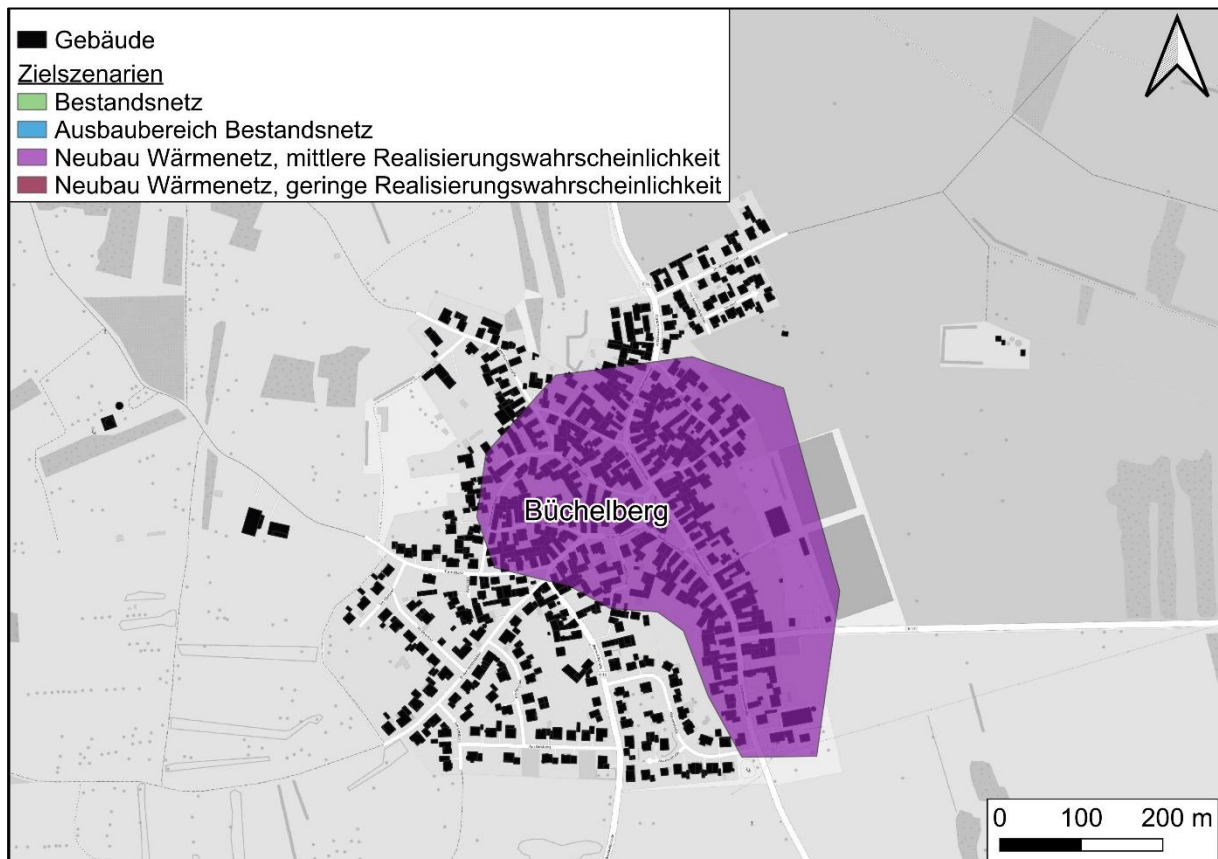 Gebäude
Zielszenarien
Bestandsnetz
Ausbaubereich Bestandsnetz
Neubau Wärmenetz, mittlere Realisierungswahrscheinlichkeit
Neubau Wärmenetz, geringe Realisierungswahrscheinlichkeit
Büchelberg
0 100 200 m